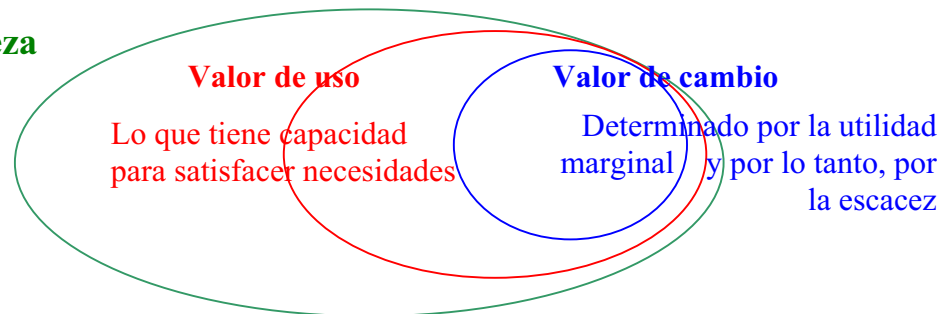 eza
Valor de uso
Lo que tiene capacidad
para satisfacer necesidades
Valor de cambio
Determinado por la utilidad
marginal y por lo tanto, por
la escacez